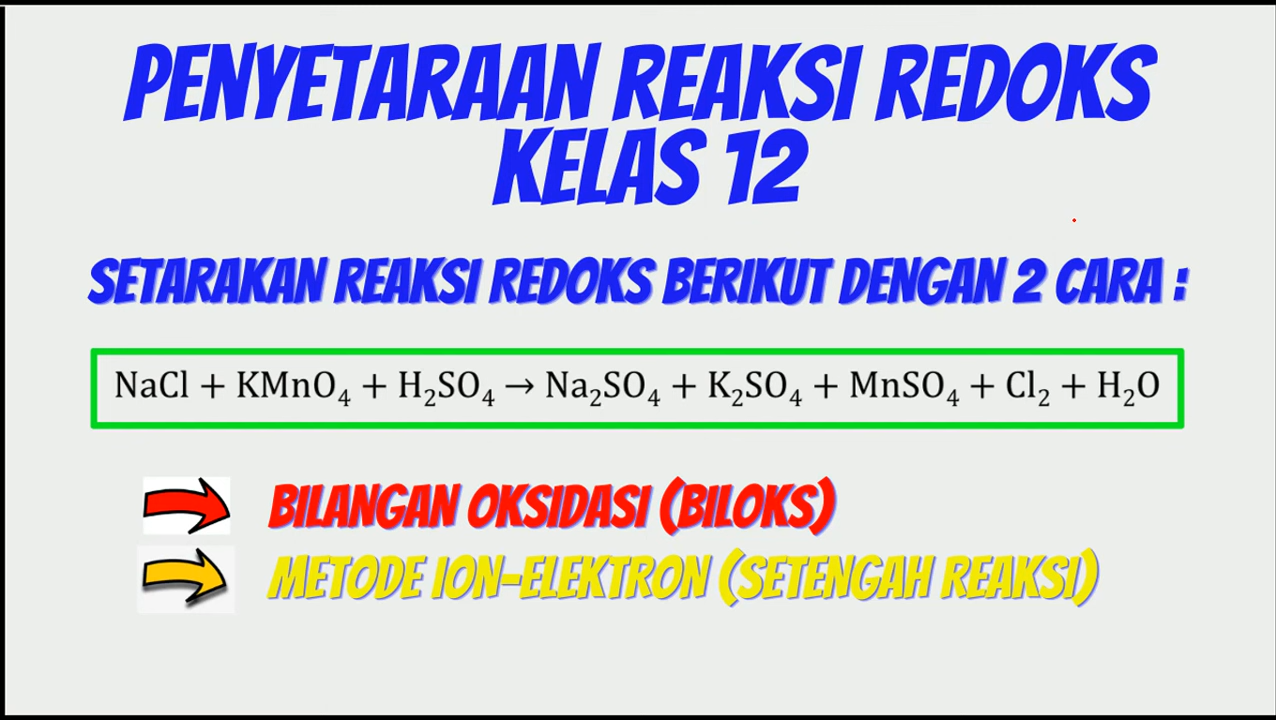 PENYETARAAN REAKSI REDOKS
KELAS 12
SETARAKAN REAKSI REDOKS BERIKUT DENGAN 2 CARA :
NaCl + KMnO₄ + H₂SO₄ → Na₂SO₄ + K₂SO₄ + MnSO₄ + Cl₂ + H₂O
BILANGAN OKSIDASI (BILOKS)
METODE ION-ELEKTRON (SETENGAH REAKSI)